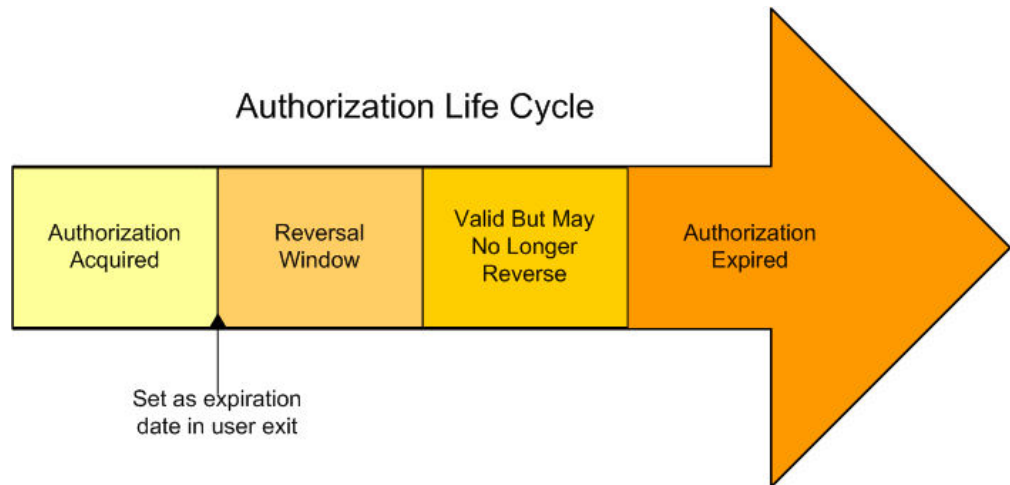 Authorization Life Cycle
Authorization
Acquired
Reversal
Window
Valid But May
No Longer
Reverse
Authorization
Expired
Set as expiration
date in user exit